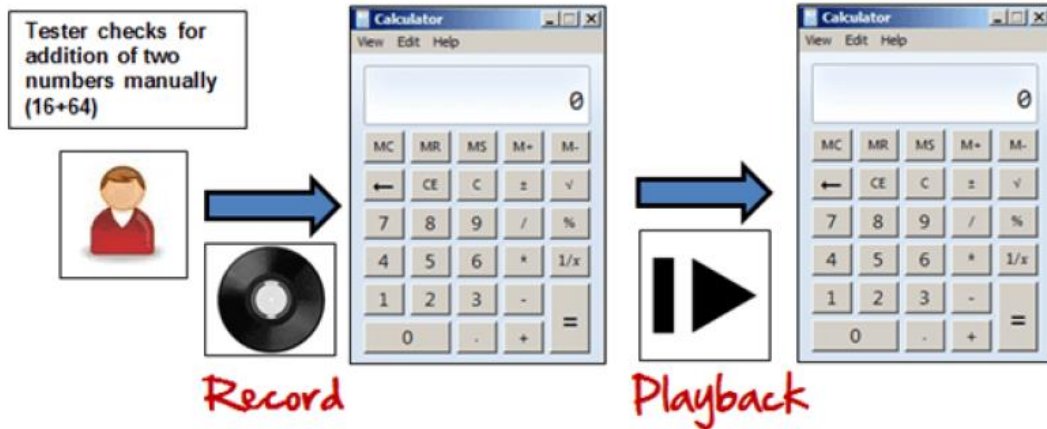 Tester checks for
addition of two
numbers manually
(16+64)
Calculator
View Edit Help
0
MC MR MS M+ M-
← CE C ± √
7 8 9 / %
4 5 6 * 1/x
1 2 3 - =
0 . +
Record
Calculator
View Edit Help
0
MC MR MS M+ M-
← CE C ± √
7 8 9 / %
4 5 6 * 1/x
1 2 3 - =
0 . +
Playback